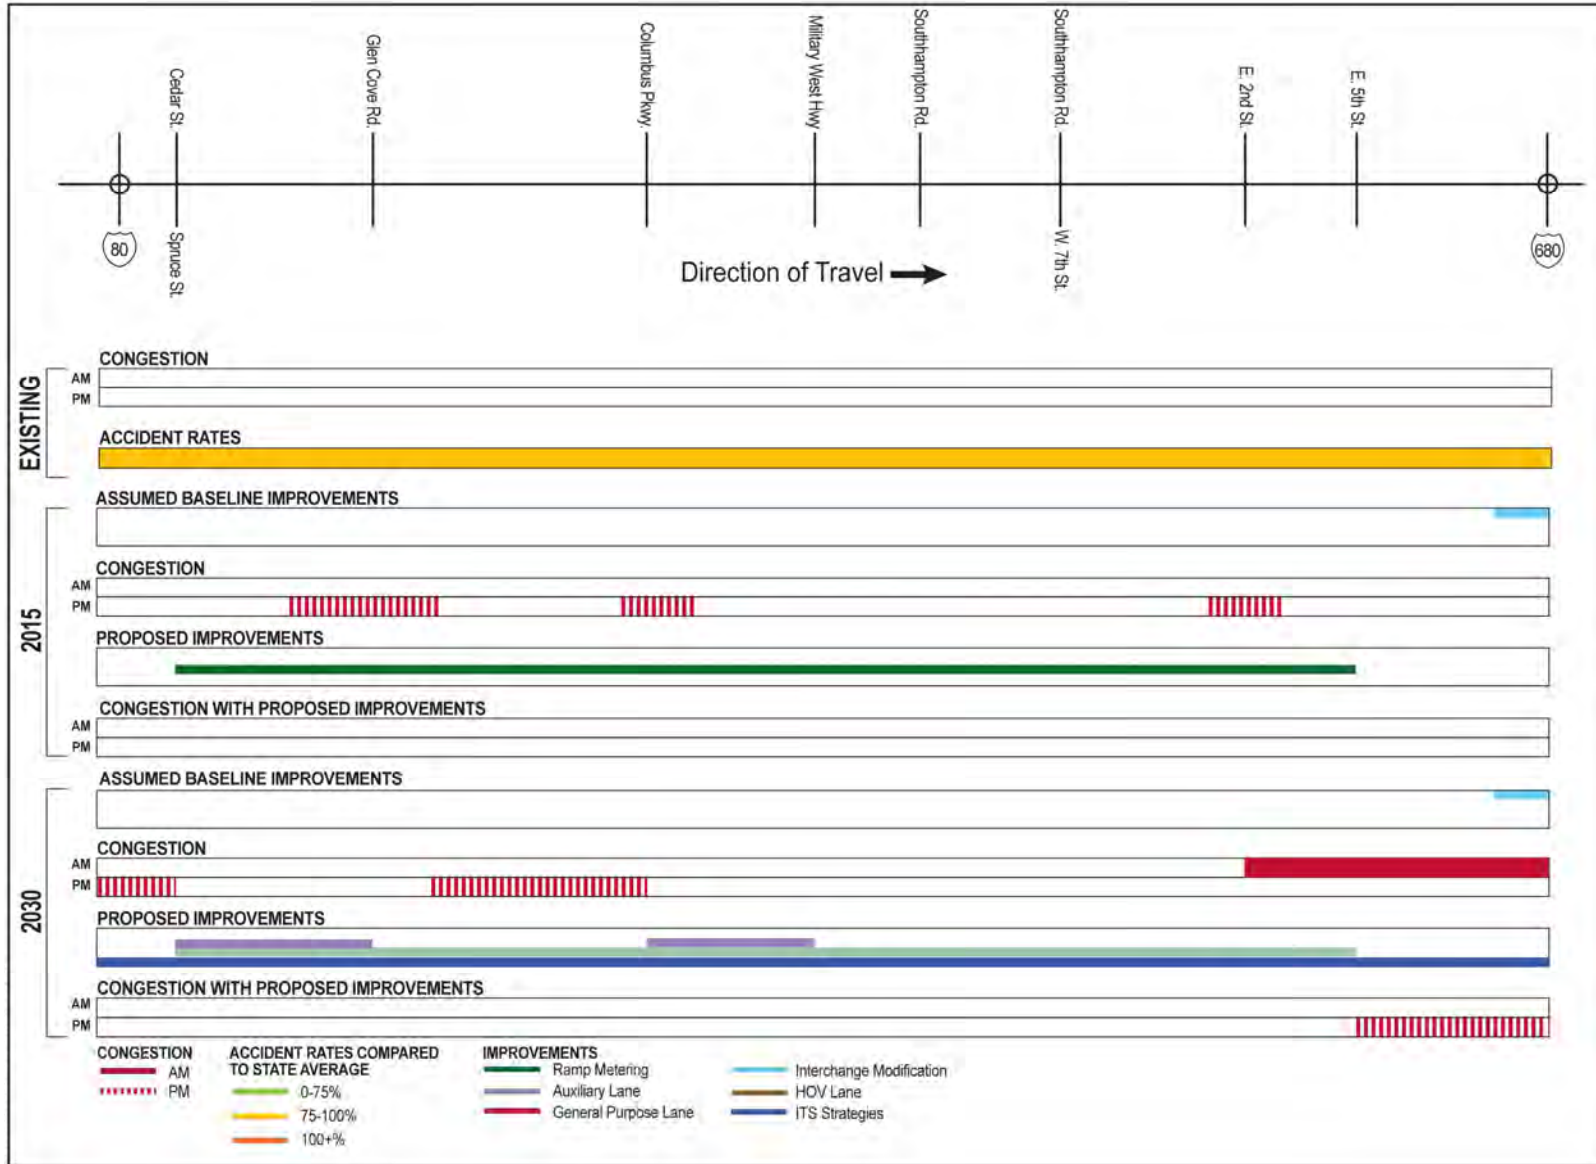 Cedar St.
Glen Cove Rd.
Columbus Pkwy.
Military West Hwy
Southhampton Rd.
Southhampton Rd.
E. 2nd St.
E. 5th St.
80
Spruce St.
W. 7th St.
680
Direction of Travel
EXISTING
CONGESTION
AM
PM
ACCIDENT RATES
2015
ASSUMED BASELINE IMPROVEMENTS
CONGESTION
AM
PM
PROPOSED IMPROVEMENTS
CONGESTION WITH PROPOSED IMPROVEMENTS
AM
PM
2030
ASSUMED BASELINE IMPROVEMENTS
CONGESTION
AM
PM
PROPOSED IMPROVEMENTS
CONGESTION WITH PROPOSED IMPROVEMENTS
AM
PM
CONGESTION
AM
PM
ACCIDENT RATES COMPARED
TO STATE AVERAGE
0-75%
75-100%
100+%
IMPROVEMENTS
Ramp Metering
Auxiliary Lane
General Purpose Lane
Interchange Modification
HOV Lane
ITS Strategies